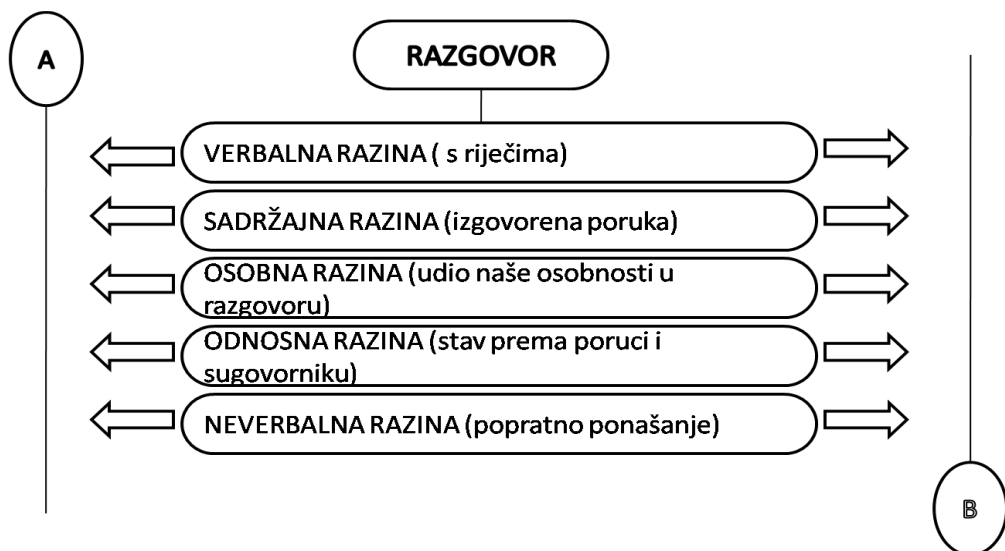 A
RAZGOVOR
VERBALNA RAZINA ( s riječima)
SADRŽAJNA RAZINA (izgovorena poruka)
OSOBNA RAZINA (udio naše osobnosti u
razgovoru)
ODNOSNA RAZINA (stav prema poruci i
sugovorniku)
NEVERBALNA RAZINA (popratno ponašanje)
B